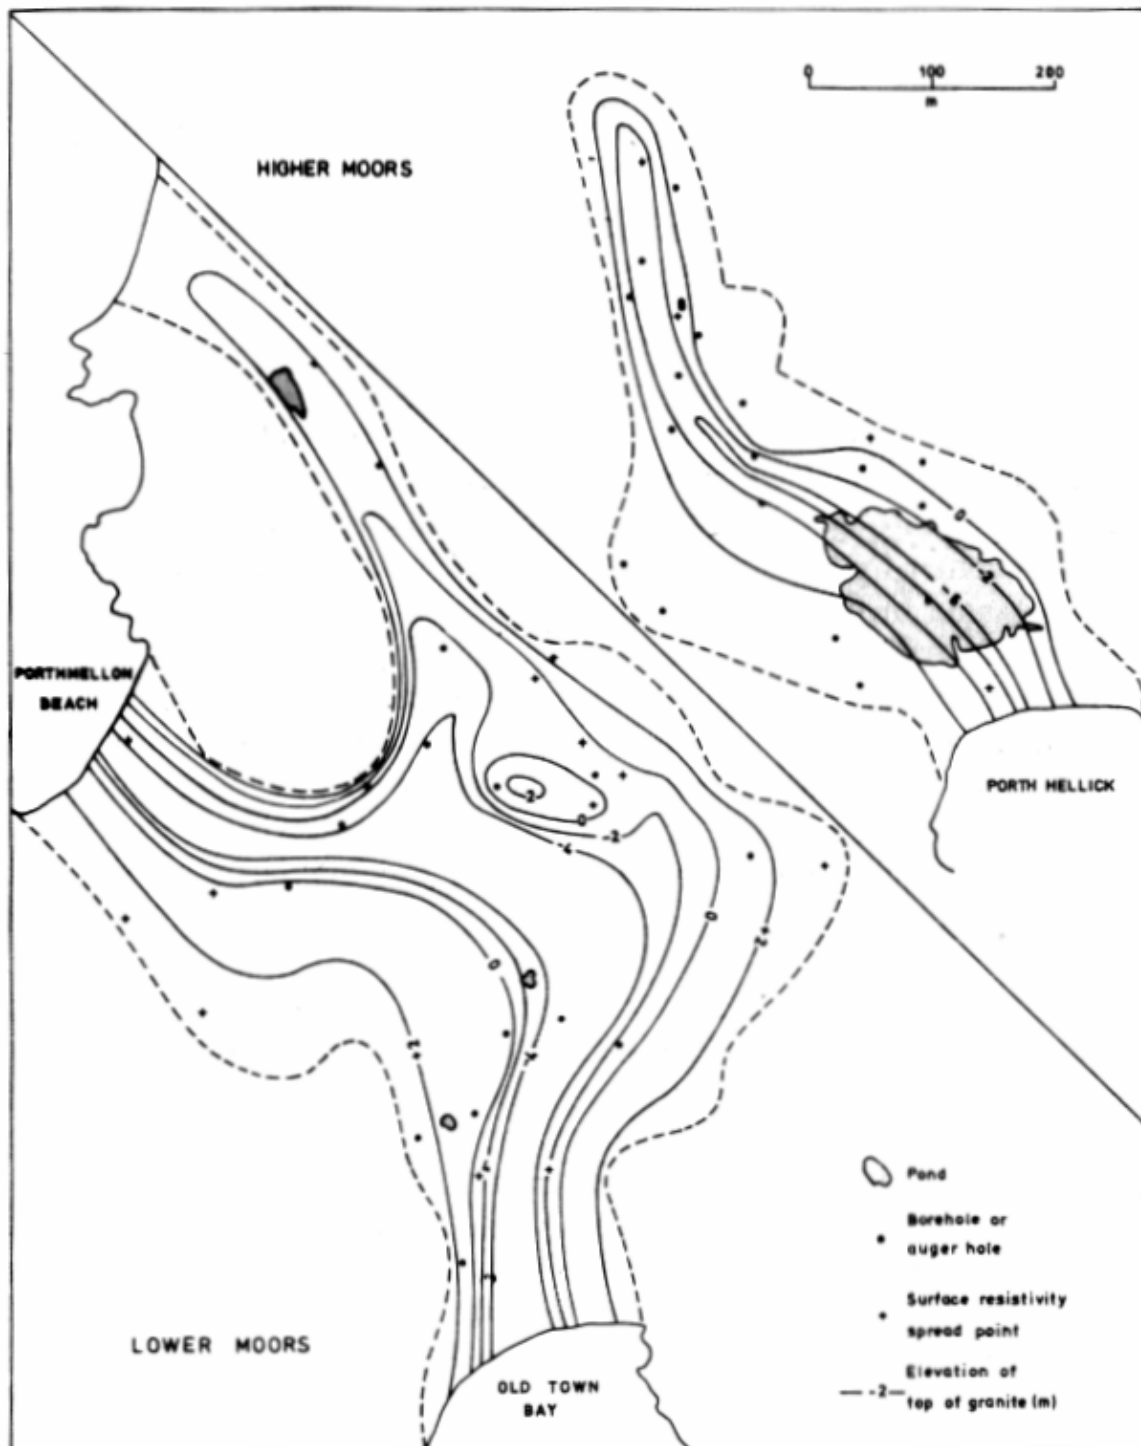 0 100 200
m
HIGHER MOORS
0
-6
PORTHMELLON
BEACH
PORTH HELLICK
2
0
-2
-4
0
+2
0
+2
Pond
Borehole or
auger hole
Surface resistivity
spread point
Elevation of
-2
top of granite (m)
LOWER MOORS
OLD TOWN
BAY